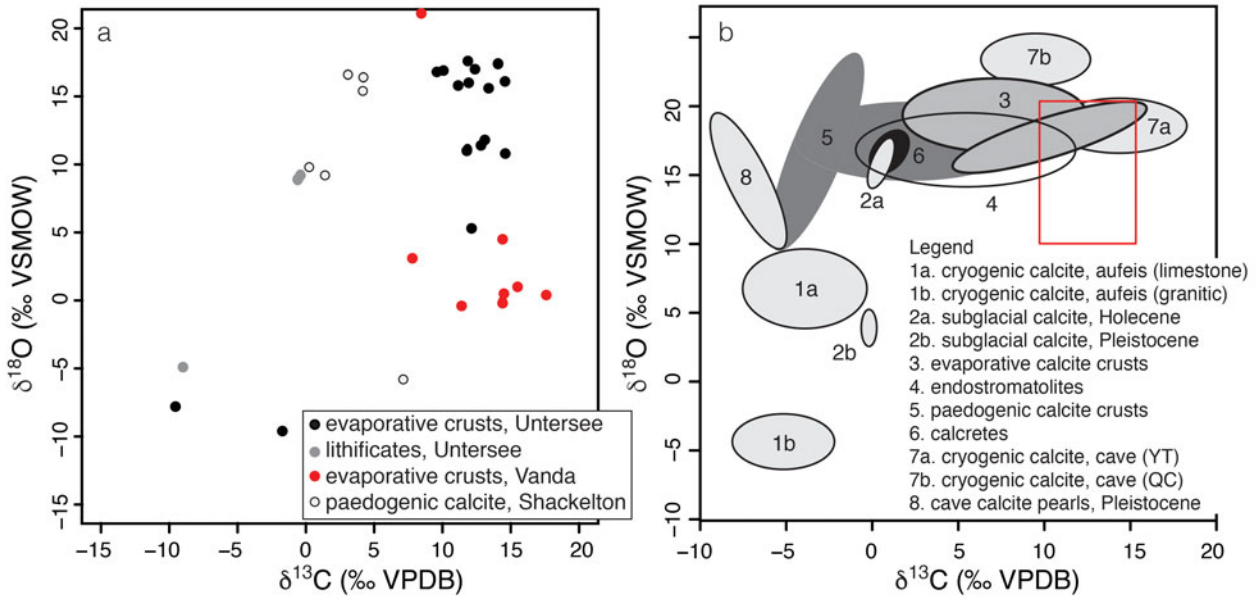 a
20
15
10
5
0
−5
−10
−15
δ18O (‰ VSMOW)
evaporative crusts, Untersee
lithificates, Untersee
evaporative crusts, Vanda
paedogenic calcite, Shackelton
−15 −10 −5 0 5 10 15 20
δ13C (‰ VPDB)
b
7b
3
7a
5
6
8
2a
4
1a
2b
1b
20
15
10
5
0
−5
−10
δ18O (‰ VSMOW)
Legend
1a. cryogenic calcite, aufeis (limestone)
1b. cryogenic calcite, aufeis (granitic)
2a. subglacial calcite, Holocene
2b. subglacial calcite, Pleistocene
3. evaporative calcite crusts
4. endostromatolites
5. paedogenic calcite crusts
6. calcretes
7a. cryogenic calcite, cave (YT)
7b. cryogenic calcite, cave (QC)
8. cave calcite pearls, Pleistocene
−10 −5 0 5 10 15 20
δ13C (‰ VPDB)